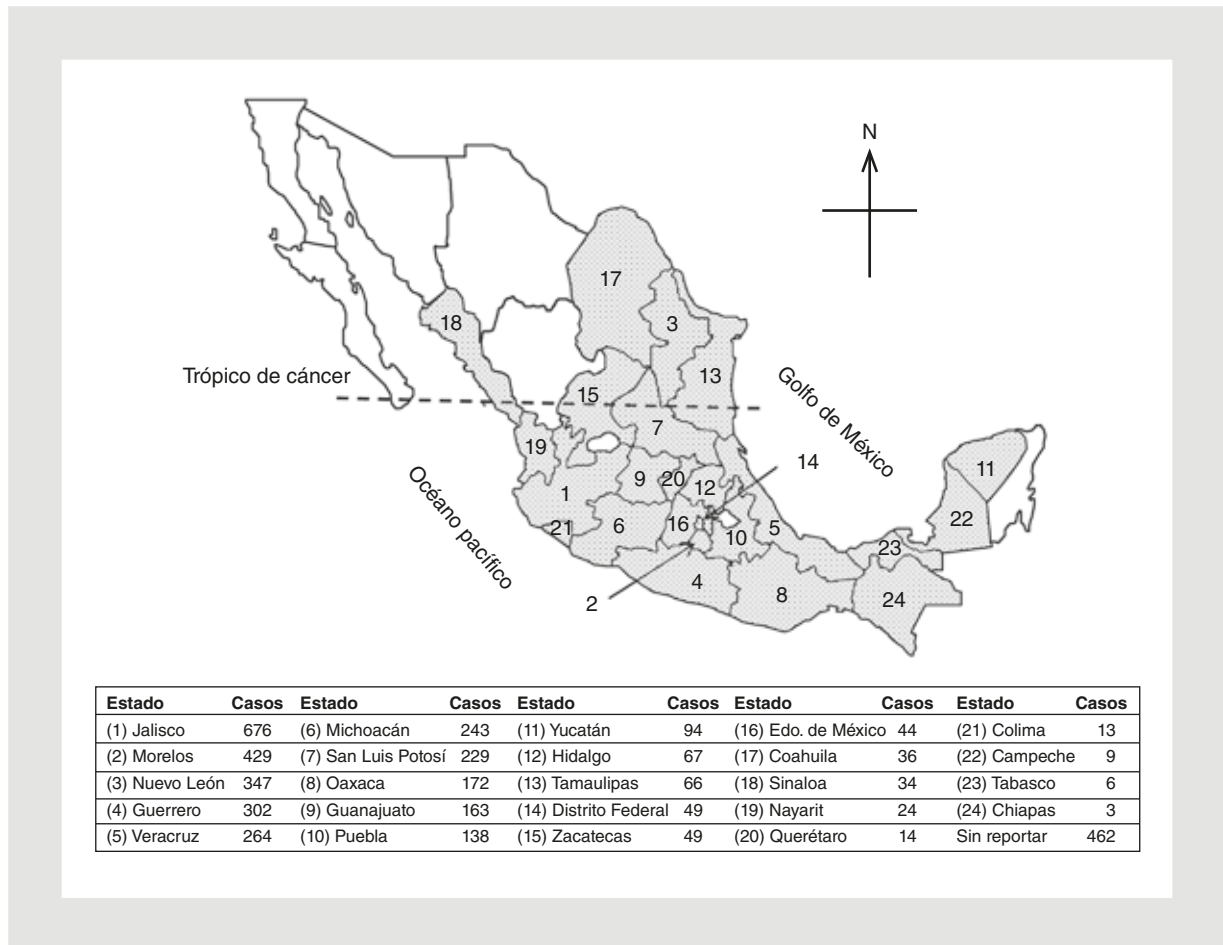 N
17
18
3
Trópico de cáncer
13
15
Golfo de México
7
19
14
11
9
20
12
1
Océano pacífico
22
21
6
16
10
5
23
4
8
24
2
Estado Casos Estado Casos Estado Casos Estado Casos Estado Casos
(1) Jalisco 676 (6) Michoacán 243 (11) Yucatán 94 (16) Edo. de México 44 (21) Colima 13
(2) Morelos 429 (7) San Luis Potosí 229 (12) Hidalgo 67 (17) Coahuila 36 (22) Campeche 9
(3) Nuevo León 347 (8) Oaxaca 172 (13) Tamaulipas 66 (18) Sinaloa 34 (23) Tabasco 6
(4) Guerrero 302 (9) Guanajuato 163 (14) Distrito Federal 49 (19) Nayarit 24 (24) Chiapas 3
(5) Veracruz 264 (10) Puebla 138 (15) Zacatecas 49 (20) Querétaro 14 Sin reportar 462